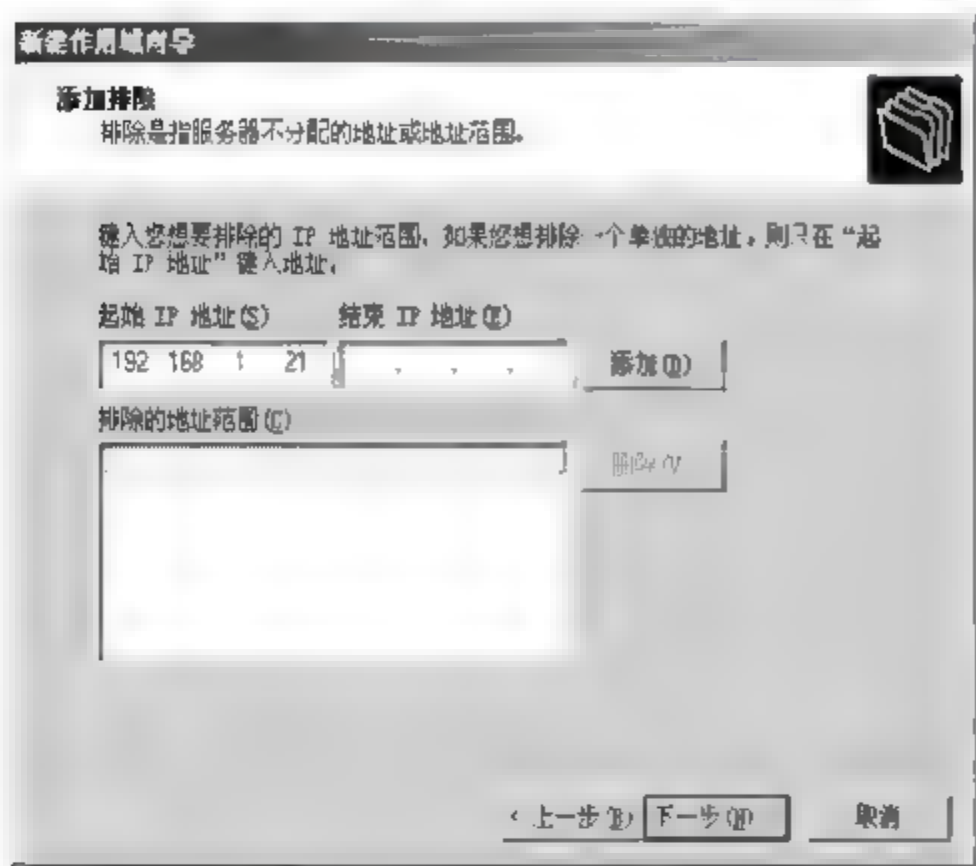 新建作用域向导
添加排除
排除是指服务器不分配的地址或地址范围。
键入您想要排除的 IP 地址范围。如果您想排除一个单独的地址，则只在“起
始 IP 地址”键入地址。
起始 IP 地址(S) 结束 IP 地址(E)
192 168 1 21 . . . 添加(D)
排除的地址范围(C)
删除
< 上一步(B) 下一步(N) 取消